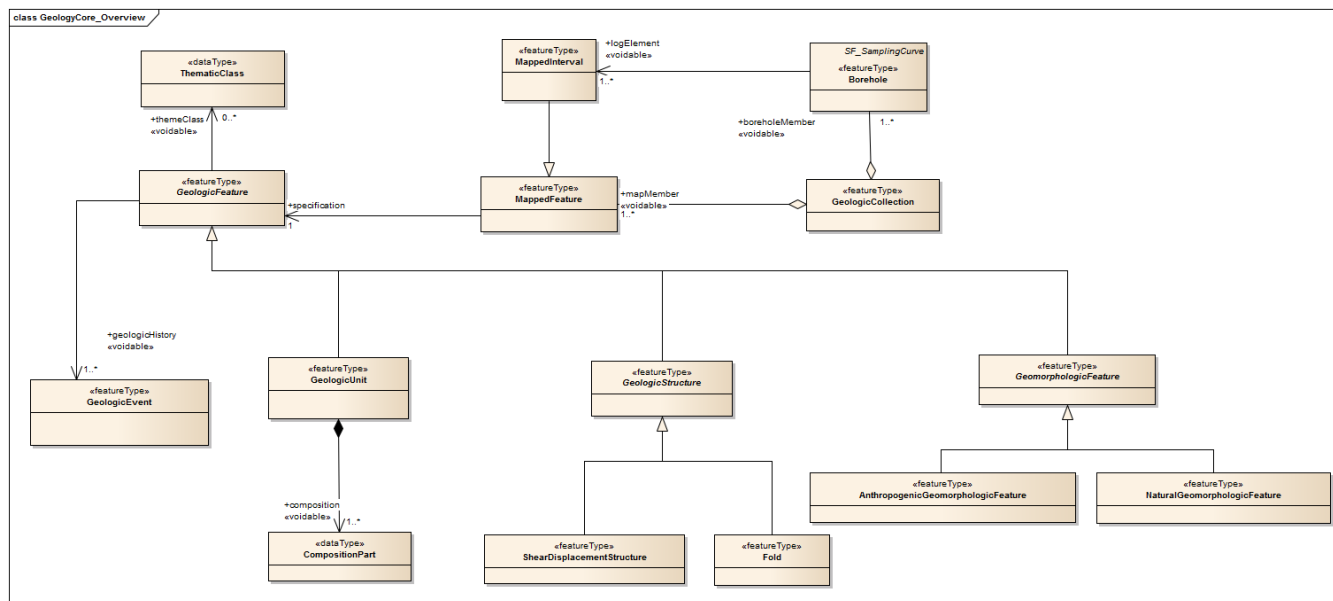 class GeologyCore_Overview
«dataType»
ThematicClass
+themeClass
«voidable»
0..*
«featureType»
MappedInterval
+logElement
«voidable»
1..*
SF_SamplingCurve
«featureType»
Borehole
+boreholeMember
«voidable»
1..*
«featureType»
GeologicFeature
+specification
1
«featureType»
MappedFeature
+mapMember
«voidable»
1..*
«featureType»
GeologicCollection
+geologicHistory
«voidable»
1..*
«featureType»
GeologicEvent
«featureType»
GeologicUnit
«featureType»
GeologicStructure
«featureType»
GeomorphologicFeature
+composition
«voidable»
1..*
«dataType»
CompositionPart
«featureType»
ShearDisplacementStructure
«featureType»
Fold
«featureType»
AnthropogenicGeomorphologicFeature
«featureType»
NaturalGeomorphologicFeature